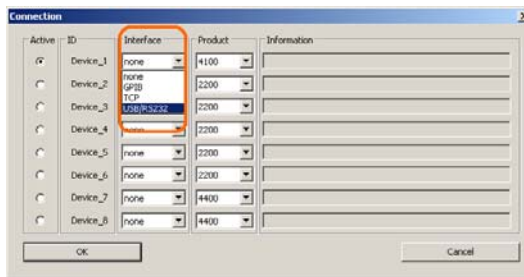 Connection
Active ID Interface Product Information
Device_1 none 4100
none
GPIB
TCP
USB/RS232
Device_2 2200
Device_3 2200
Device_4 none 2200
Device_5 none 2200
Device_6 none 2200
Device_7 none 4400
Device_8 none 4400
OK Cancel